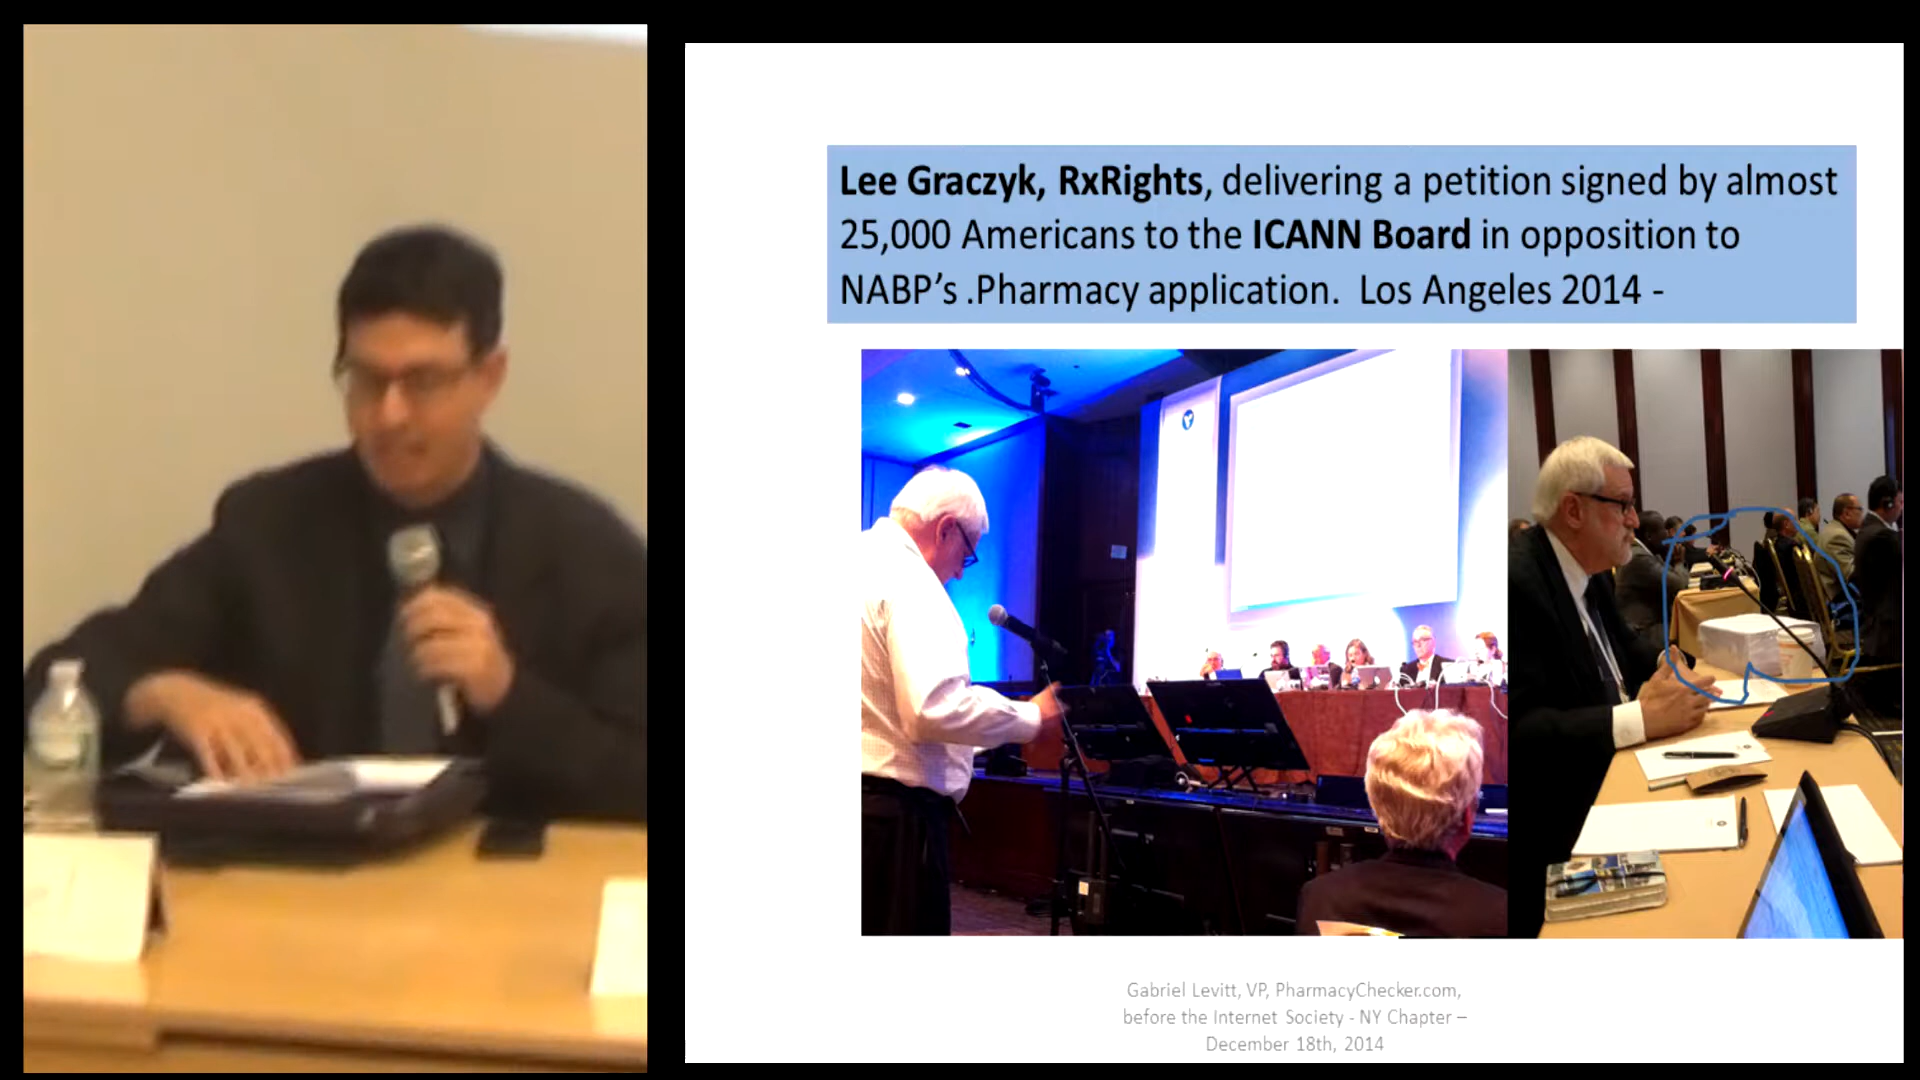 Lee Graczyk, RxRights, delivering a petition signed by almost
25,000 Americans to the ICANN Board in opposition to
NABP’s .Pharmacy application.  Los Angeles 2014 -
Gabriel Levitt, VP, PharmacyChecker.com,
before the Internet Society - NY Chapter –
December 18th, 2014